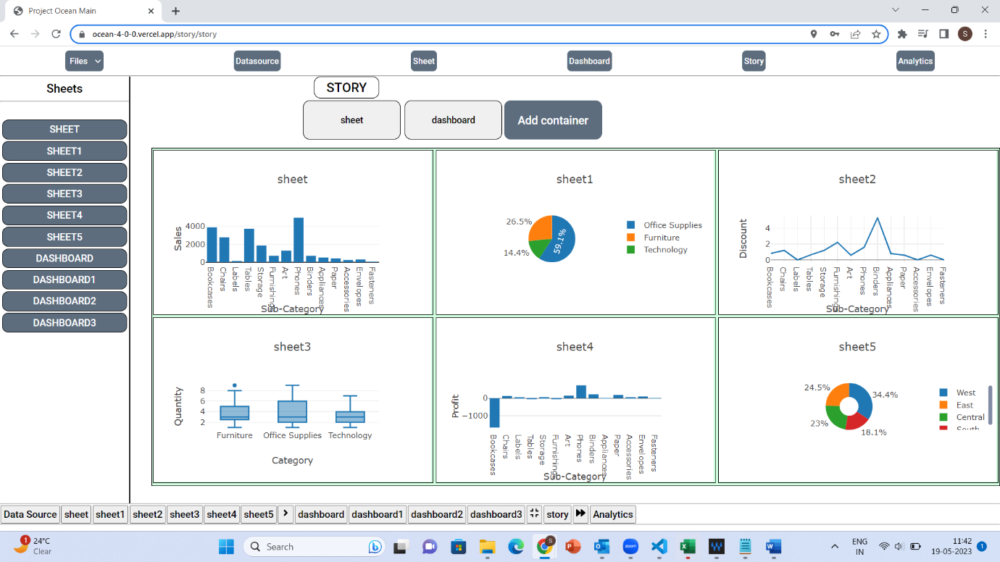 Project Ocean Main
ocean-4-0-0.vercel.app/story/story
S
Files Datasource Sheet Dashboard Story Analytics
Sheets
SHEET
SHEET1
SHEET2
SHEET3
SHEET4
SHEET5
DASHBOARD
DASHBOARD1
DASHBOARD2
DASHBOARD3
STORY
sheet dashboard Add container
sheet
Sales
4000
2000
0
Bookcases Chairs Labels Tables Storage Furnishings Art Phones Binders Appliances Paper Accessories Envelopes Fasteners
Sub-Category
sheet1
26.5%
59.1%
14.4%
Office Supplies
Furniture
Technology
sheet2
Discount
4
2
0
Bookcases Chairs Labels Tables Storage Furnishings Art Phones Binders Appliances Paper Accessories Envelopes Fasteners
Sub-Category
sheet3
Quantity
8
6
4
2
Furniture Office Supplies Technology
Category
sheet4
Profit
0
−1000
Bookcases Chairs Labels Tables Storage Furnishings Art Phones Binders Appliances Paper Accessories Envelopes Fasteners
Sub-Category
sheet5
24.5%
34.4%
23%
18.1%
West
East
Central
South
Data Source sheet sheet1 sheet2 sheet3 sheet4 sheet5 dashboard dashboard1 dashboard2 dashboard3 story Analytics
1
24°C
Clear
Search
S
zoom
ENG
IN
11:42
19-05-2023
1